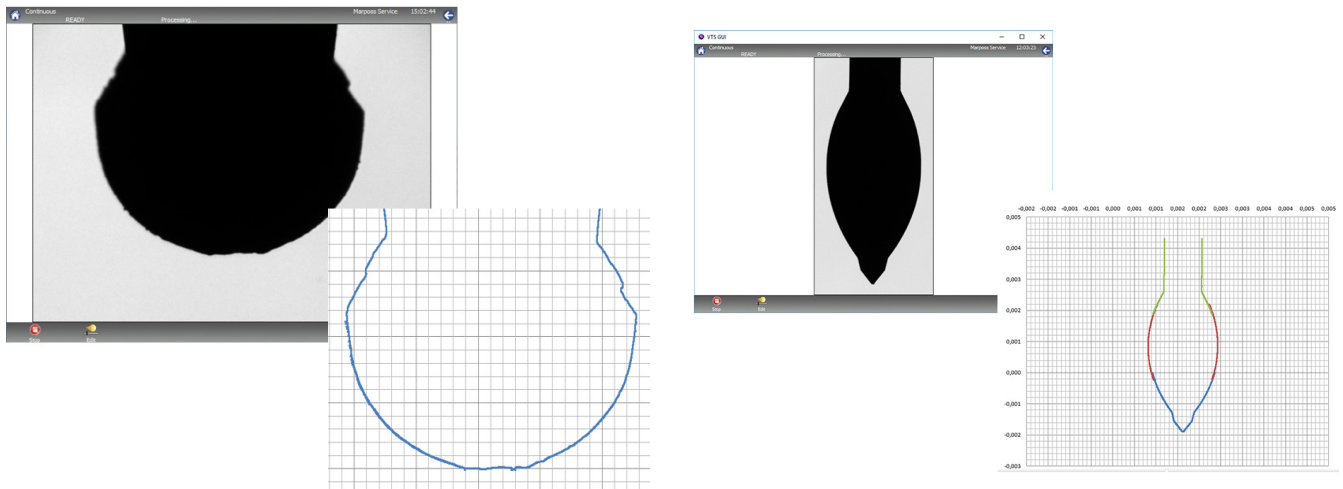 Continuous
Marposs Service
15:02:44
READY
Processing...
Stop
Edit
VTS GUI
Continuous
Marposs Service
12:03:23
READY
Processing...
Stop
Edit
-0,002 -0,002 -0,001 -0,001 0,000 0,001 0,001 0,002 0,002 0,003 0,003 0,004 0,004 0,005 0,005
0,005
0,004
0,003
0,002
0,001
0,000
-0,001
-0,002
-0,003